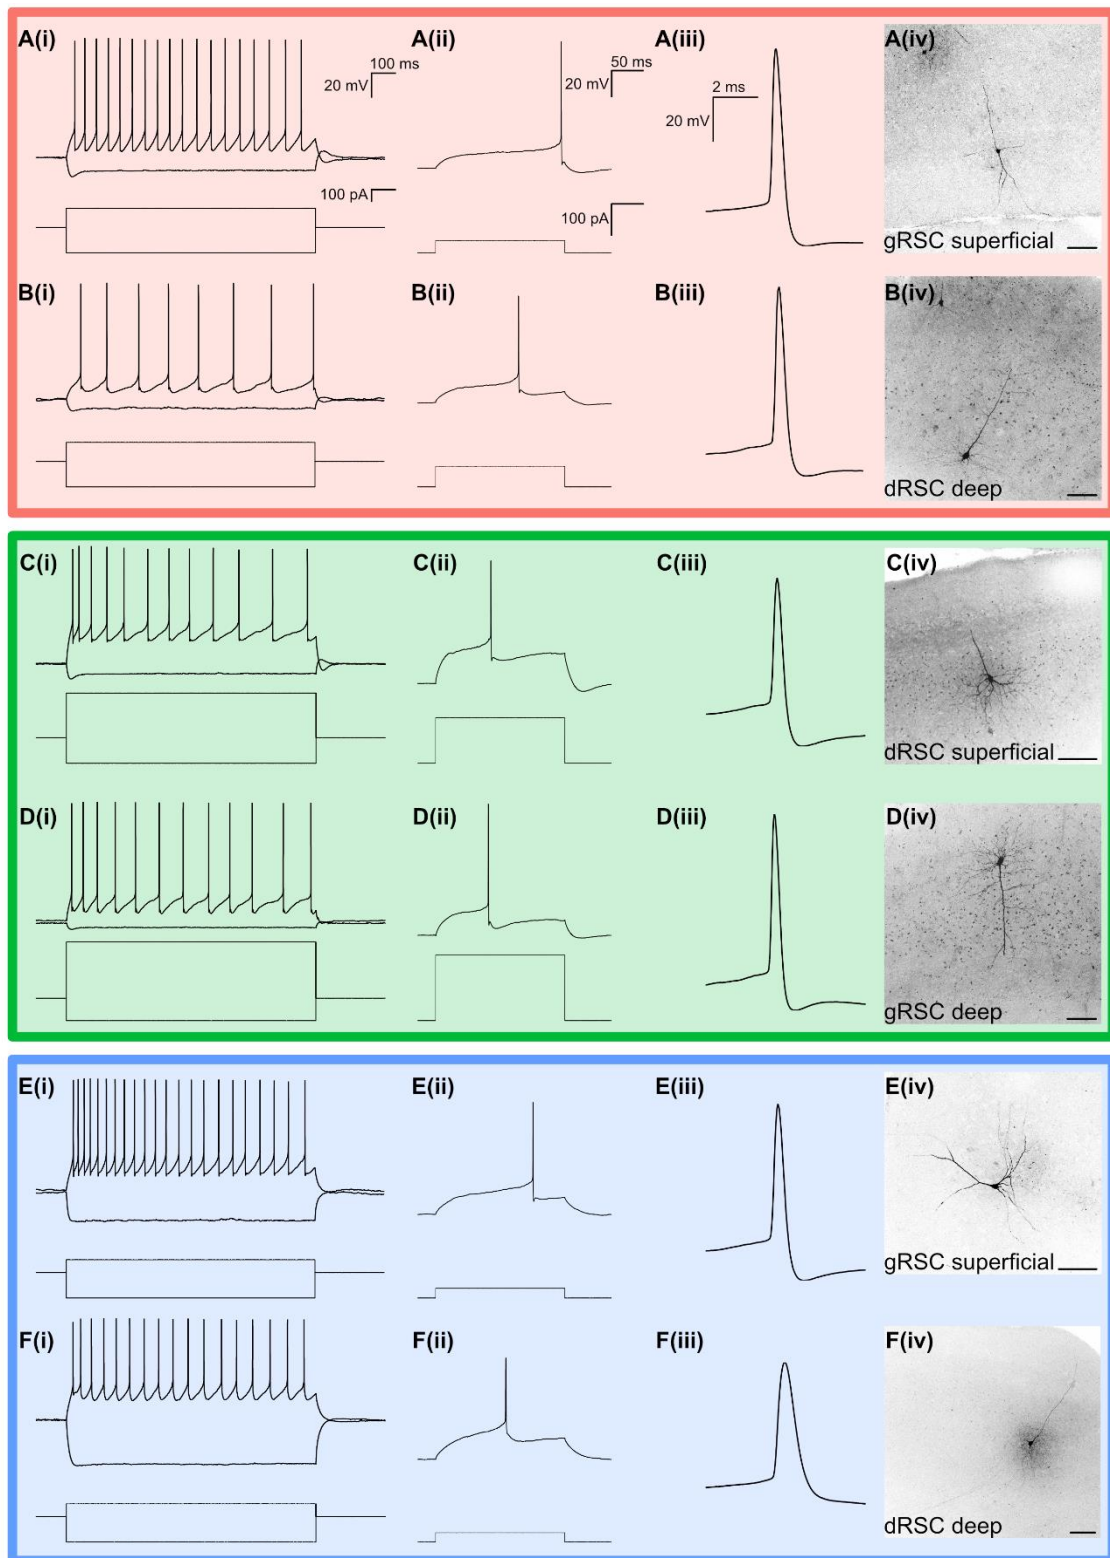 A(i)
100 ms
20 mV
100 pA
A(ii)
50 ms
20 mV
100 pA
A(iii)
2 ms
20 mV
A(iv)
gRSC superficial
B(i)
B(ii)
B(iii)
B(iv)
dRSC deep
C(i)
C(ii)
C(iii)
C(iv)
dRSC superficial
D(i)
D(ii)
D(iii)
D(iv)
gRSC deep
E(i)
E(ii)
E(iii)
E(iv)
gRSC superficial
F(i)
F(ii)
F(iii)
F(iv)
dRSC deep